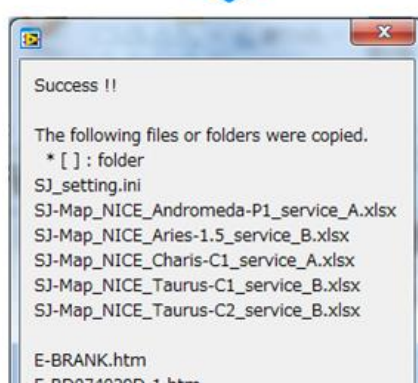 Success !!
The following files or folders were copied.
* [ ] : folder
SJ_setting.ini
SJ-Map_NICE_Andromeda-P1_service_A.xlsx
SJ-Map_NICE_Aries-1.5_service_B.xlsx
SJ-Map_NICE_Charis-C1_service_A.xlsx
SJ-Map_NICE_Taurus-C1_service_B.xlsx
SJ-Map_NICE_Taurus-C2_service_B.xlsx
E-BRANK.htm